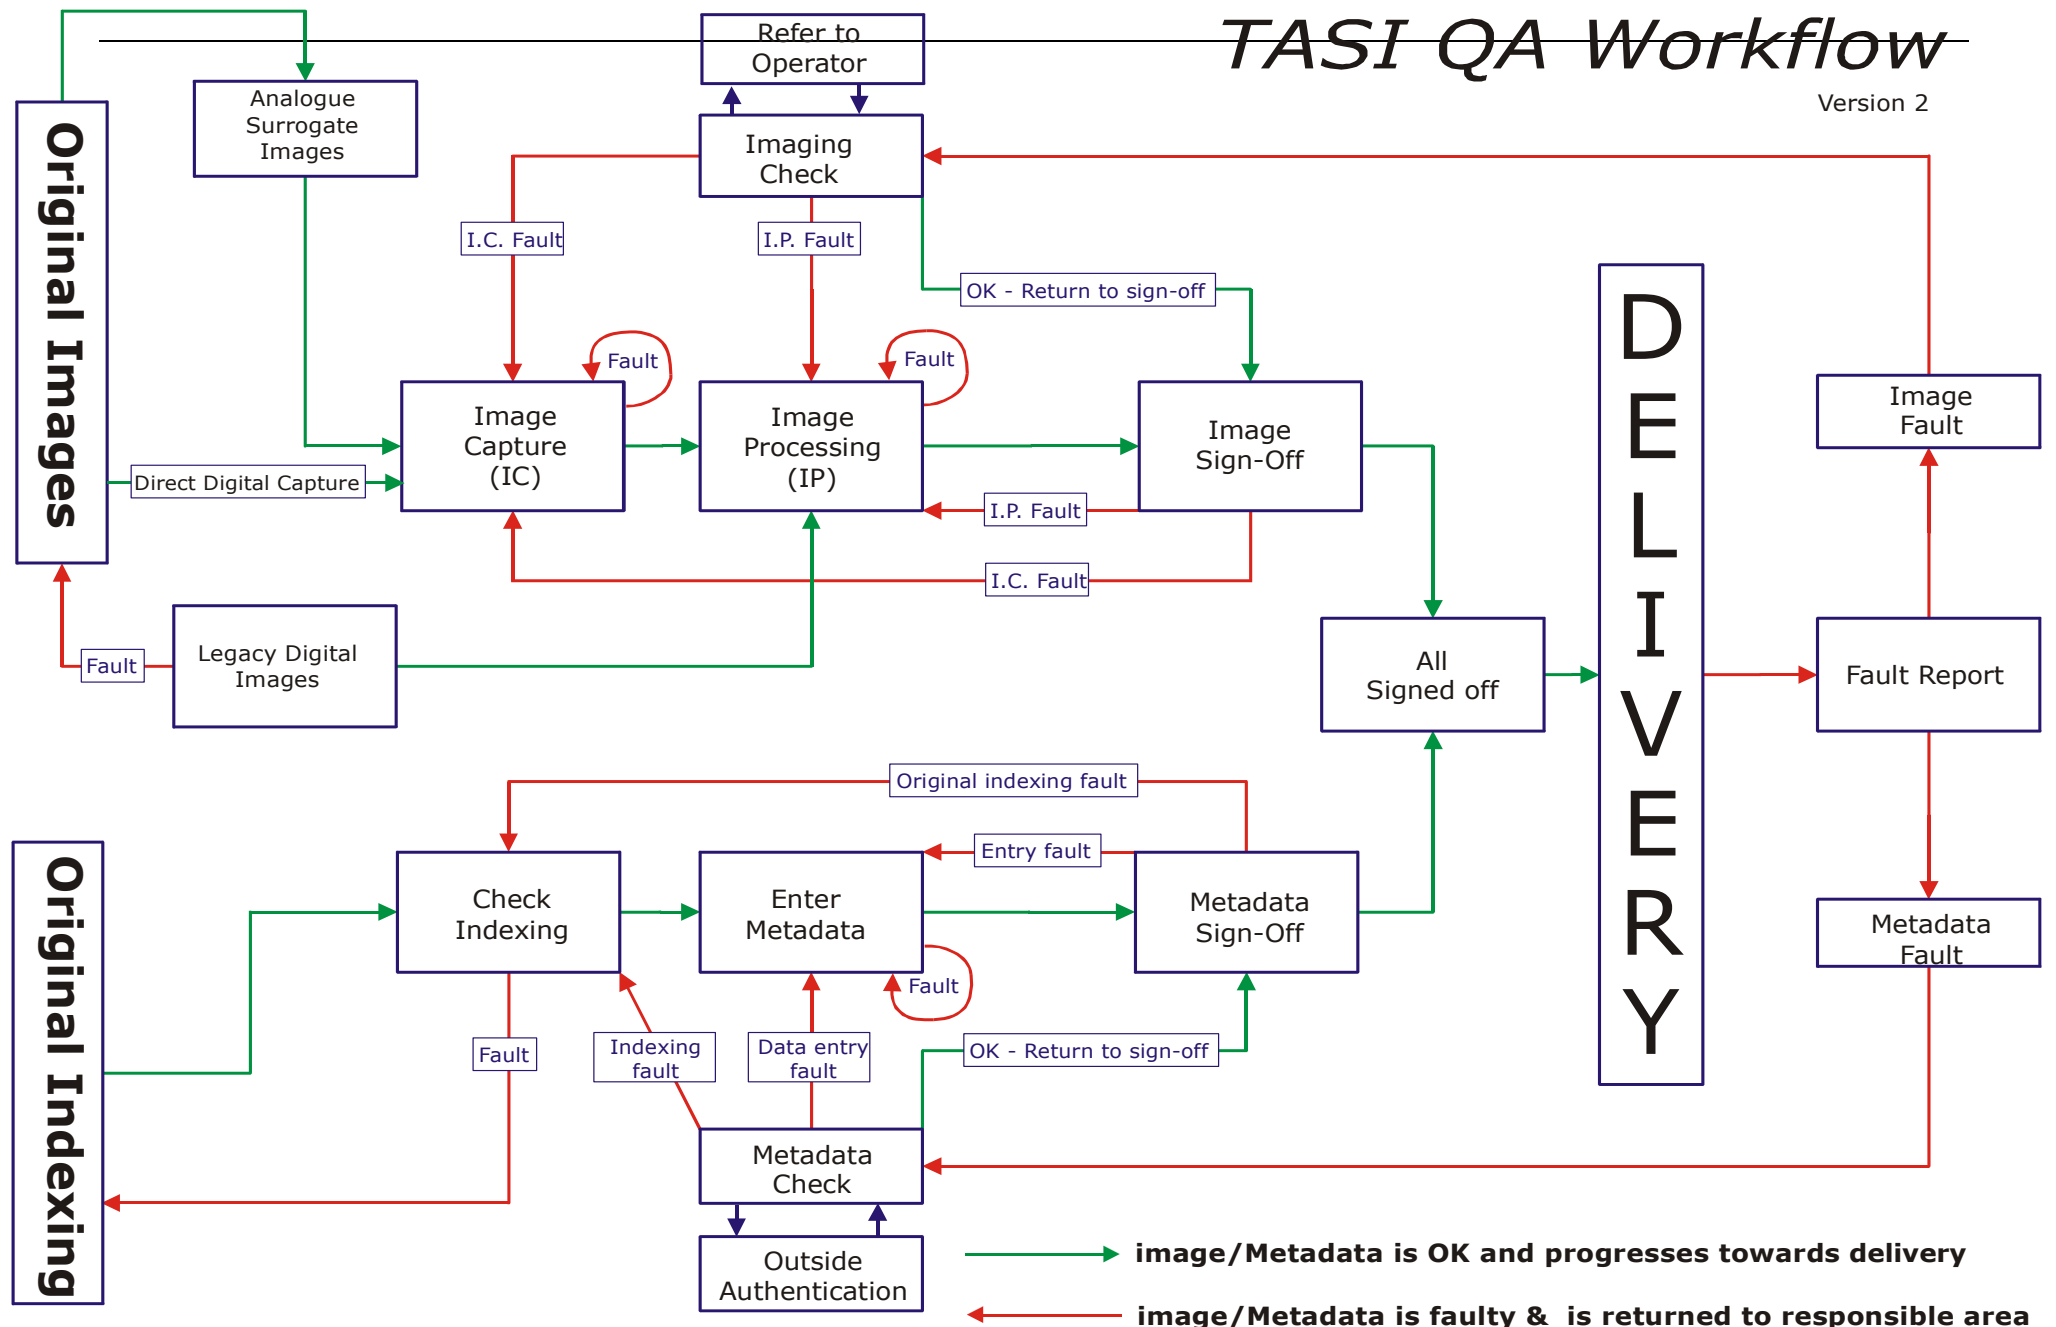 TASI QA Workflow
Version 2
Refer to
Operator
Analogue
Surrogate
Images
Imaging
Check
Original Images
I.C. Fault
I.P. Fault
OK - Return to sign-off
Fault
Fault
Image
Capture
(IC)
Image
Processing
(IP)
Image
Sign-Off
Image
Fault
Direct Digital Capture
I.P. Fault
I.C. Fault
Fault
Legacy Digital
Images
All
Signed off
DELIVERY
Fault Report
Original indexing fault
Entry fault
Original Indexing
Check
Indexing
Enter
Metadata
Metadata
Sign-Off
Metadata
Fault
Fault
Fault
Indexing
fault
Data entry
fault
OK - Return to sign-off
Metadata
Check
Outside
Authentication
image/Metadata is OK and progresses towards delivery
image/Metadata is faulty & is returned to responsible area